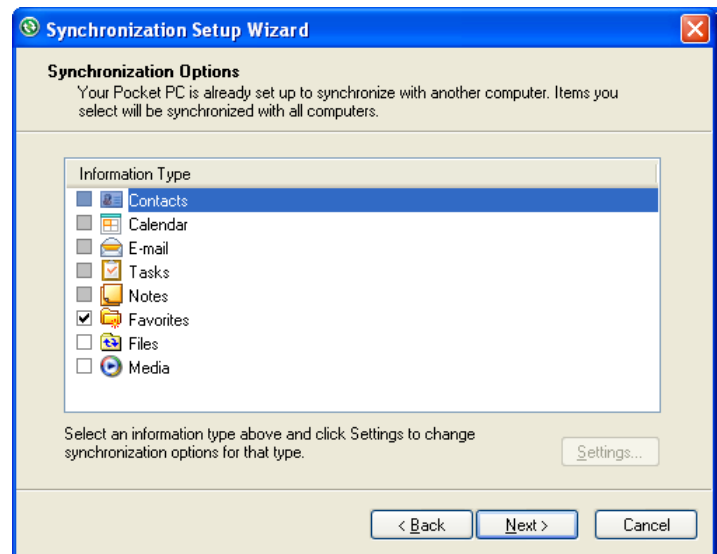 Synchronization Setup Wizard
Synchronization Options
Your Pocket PC is already set up to synchronize with another computer. Items you
select will be synchronized with all computers.
Information Type
Contacts
Calendar
E-mail
Tasks
Notes
Favorites
Files
Media
Select an information type above and click Settings to change
synchronization options for that type.
Settings...
< Back
Next >
Cancel